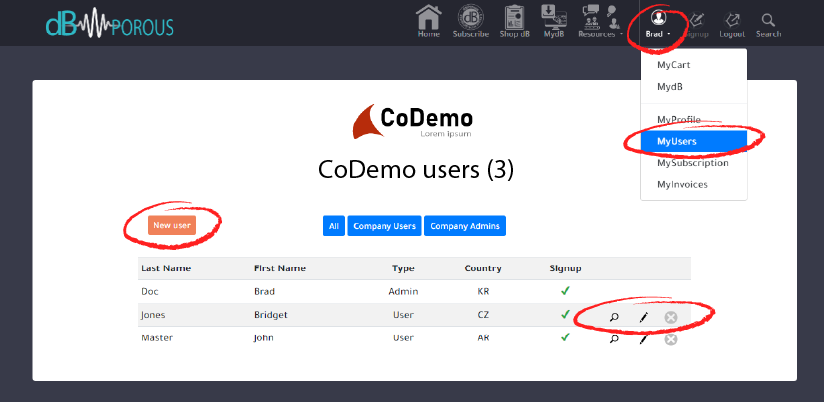 dB POROUS
Home Subscribe Shop dB MydB Resources Brad Signup Logout Search
MyCart
MydB
MyProfile
MyUsers
MySubscription
MyInvoices
CoDemo
Lorem ipsum
CoDemo users (3)
New user All Company Users Company Admins
Last Name First Name Type Country Signup
Doc Brad Admin KR ✔
Jones Bridget User CZ ✔
Master John User AR ✔